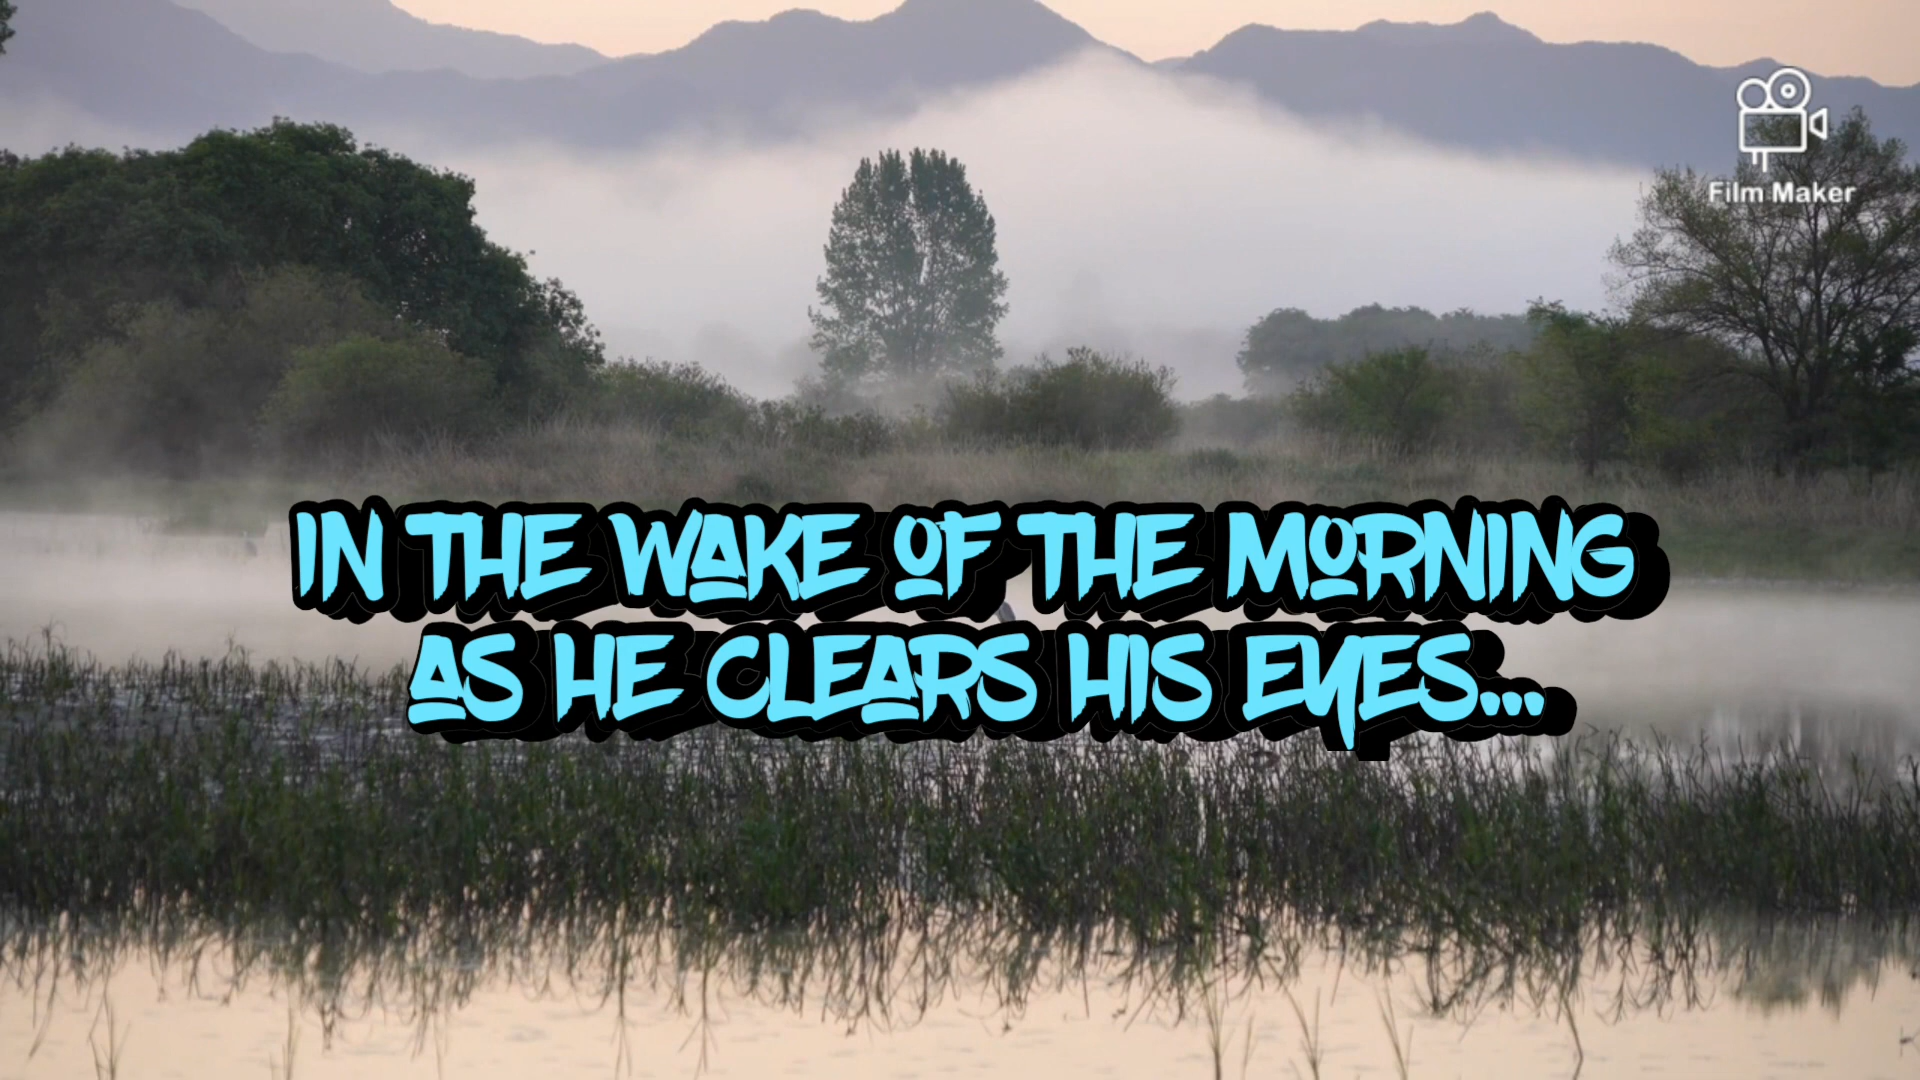 Film Maker
IN THE WAKE OF THE MORNING
AS HE CLEARS HIS EYES...